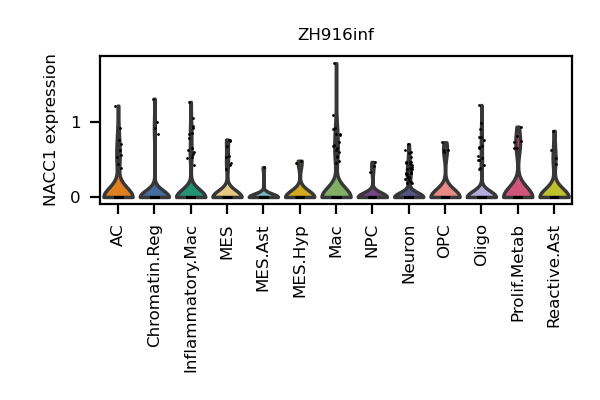 ZH916inf
NACC1 expression
1
0
AC
Chromatin.Reg
Inflammatory.Mac
MES
MES.Ast
MES.Hyp
Mac
NPC
Neuron
OPC
Oligo
Prolif.Metab
Reactive.Ast